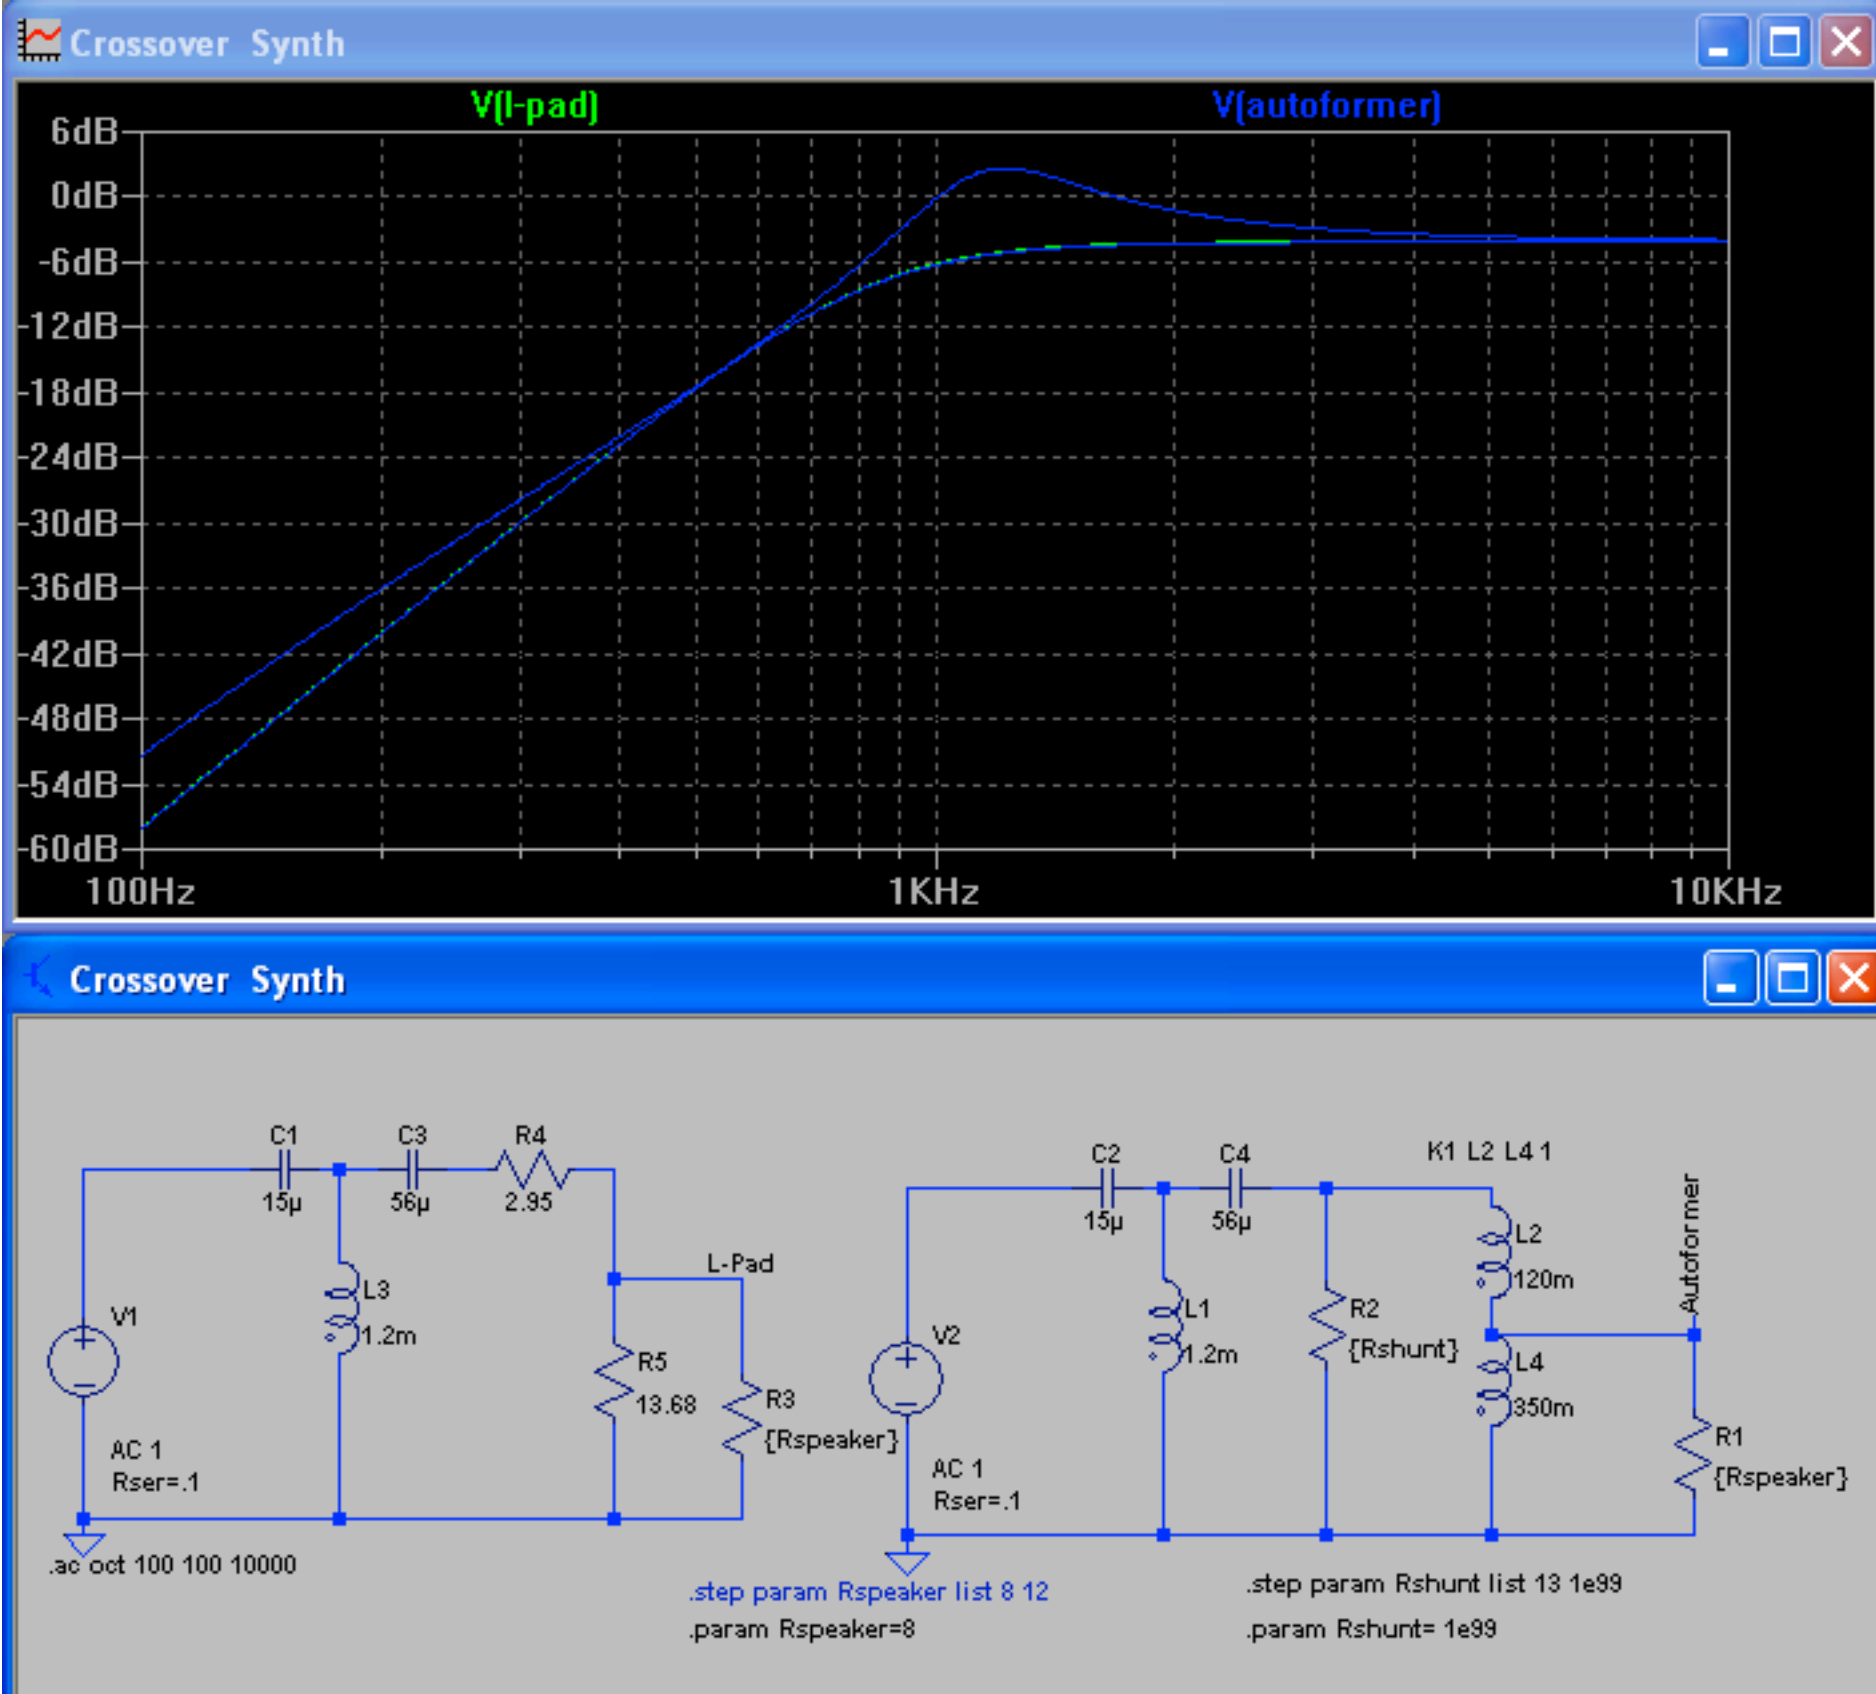 Crossover Synth
V(l-pad)
V(autoformer)
6dB
0dB
-6dB
-12dB
-18dB
-24dB
-30dB
-36dB
-42dB
-48dB
-54dB
-60dB
100Hz
1KHz
10KHz
Crossover Synth
C1
15µ
C3
56µ
R4
2.95
L3
1.2m
V1
AC 1
Rser=.1
L-Pad
R5
13.68
R3
{Rspeaker}
.ac oct 100 100 10000
C2
15µ
C4
56µ
K1 L2 L4 1
L2
120m
Autoformer
L1
1.2m
V2
AC 1
Rser=.1
R2
{Rshunt}
L4
350m
R1
{Rspeaker}
.step param Rspeaker list 8 12
.param Rspeaker=8
.step param Rshunt list 13 1e99
.param Rshunt= 1e99